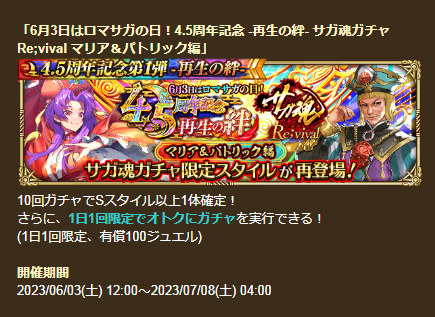 「6月3日はロマサガの日！4.5周年記念 -再生の絆- サガ魂ガチャ
Re;vival マリア＆パトリック編」
4.5周年記念第1弾 -再生の絆-
6月3日はロマサガの日！
4.5周年記念
再生の絆
サガ魂
Re;vival
マリア＆パトリック編
サガ魂ガチャ限定スタイルが再登場！
10回ガチャでSスタイル以上1体確定！
さらに、1日1回限定でオトクにガチャを実行できる！
(1日1回限定、有償100ジュエル)
開催期間
2023/06/03(土) 12:00～2023/07/08(土) 04:00